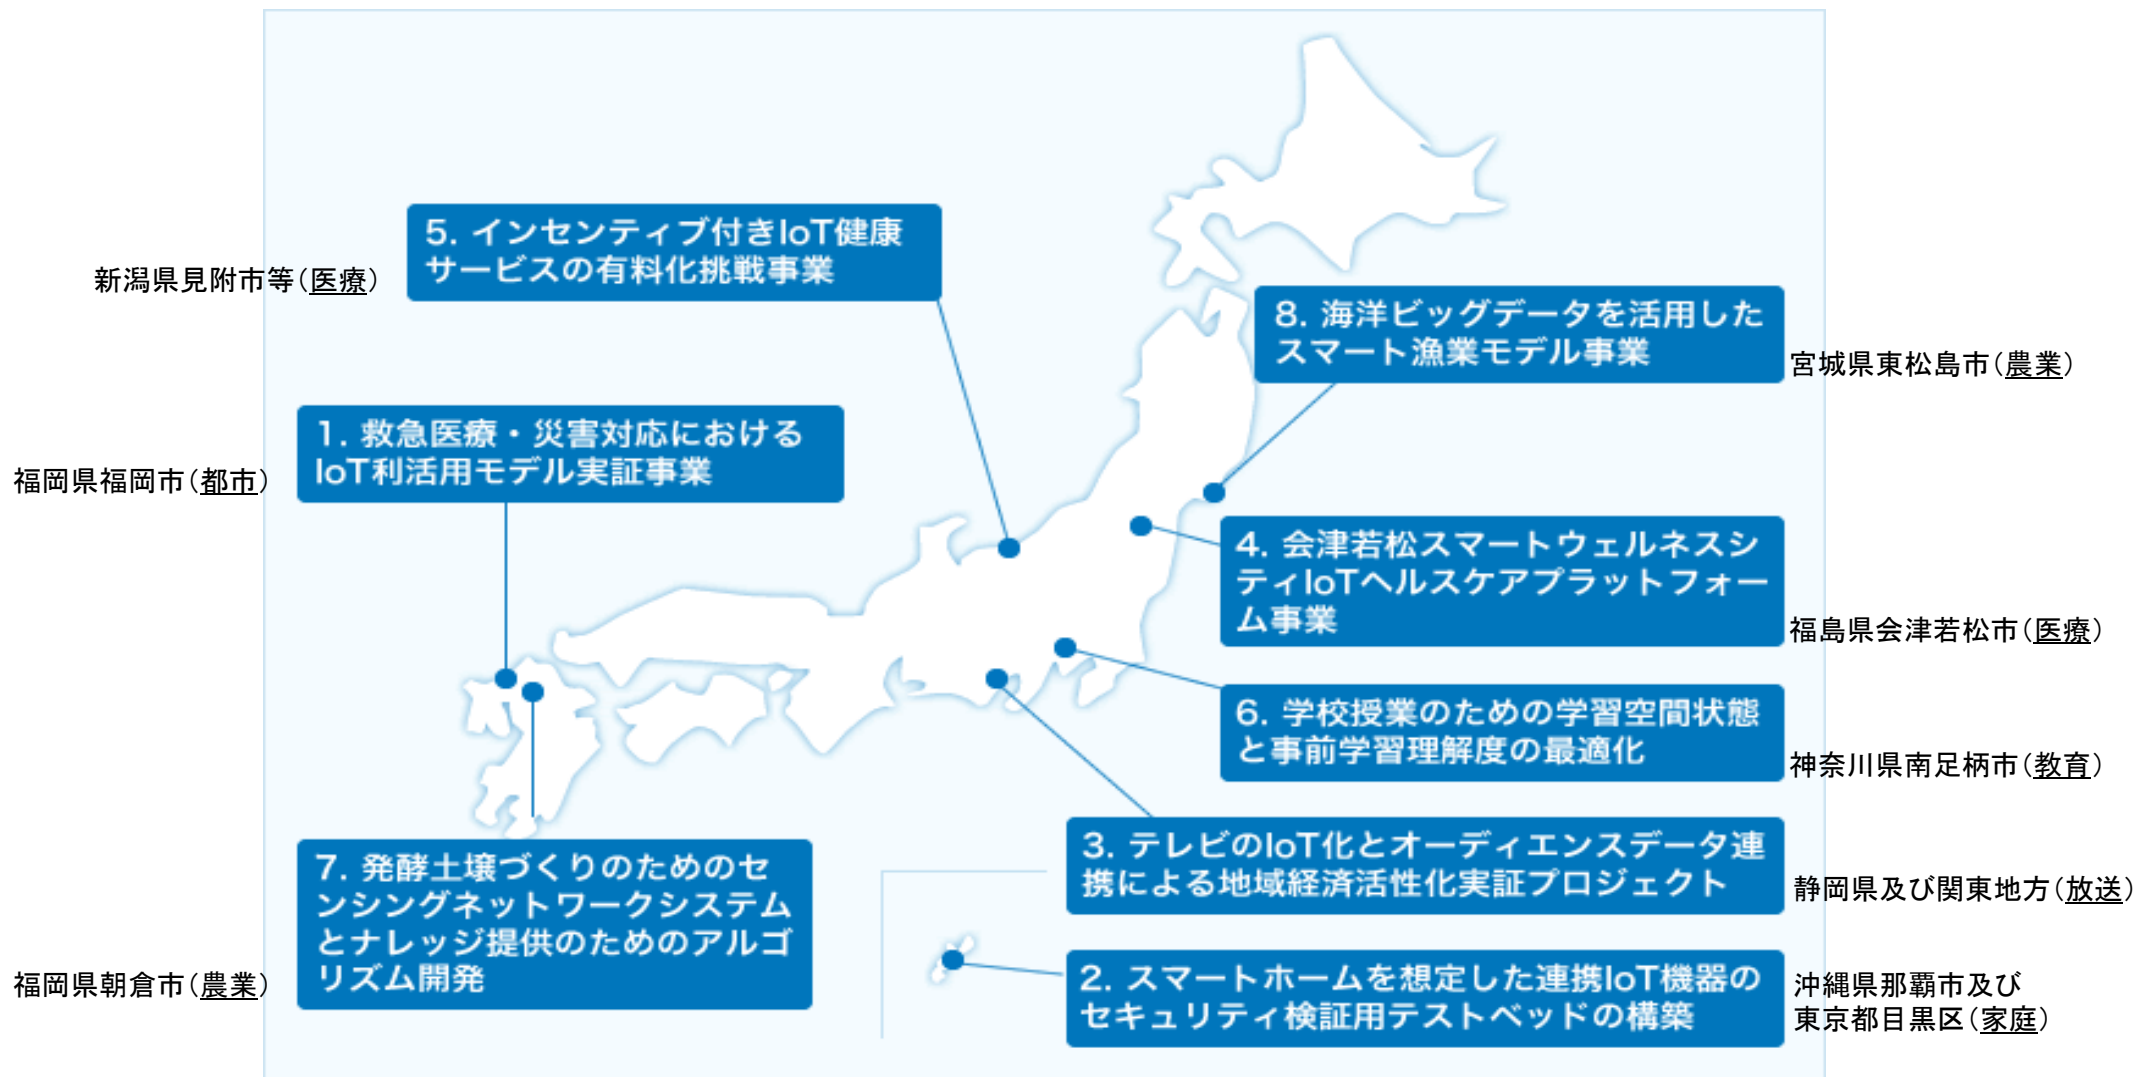 5. インセンティブ付きIoT健康
サービスの有料化挑戦事業
新潟県見附市等（医療）
8. 海洋ビッグデータを活用した
スマート漁業モデル事業
宮城県東松島市（農業）
1. 救急医療・災害対応における
IoT利活用モデル実証事業
福岡県福岡市（都市）
4. 会津若松スマートウェルネスシ
ティIoTヘルスケアプラットフォー
ム事業
福島県会津若松市（医療）
6. 学校授業のための学習空間状態
と事前学習理解度の最適化
神奈川県南足柄市（教育）
3. テレビのIoT化とオーディエンスデータ連
携による地域経済活性化実証プロジェクト
静岡県及び関東地方（放送）
7. 発酵土壌づくりのためのセ
ンシングネットワークシステム
とナレッジ提供のためのアルゴ
リズム開発
福岡県朝倉市（農業）
2. スマートホームを想定した連携IoT機器の
セキュリティ検証用テストベッドの構築
沖縄県那覇市及び
東京都目黒区（家庭）